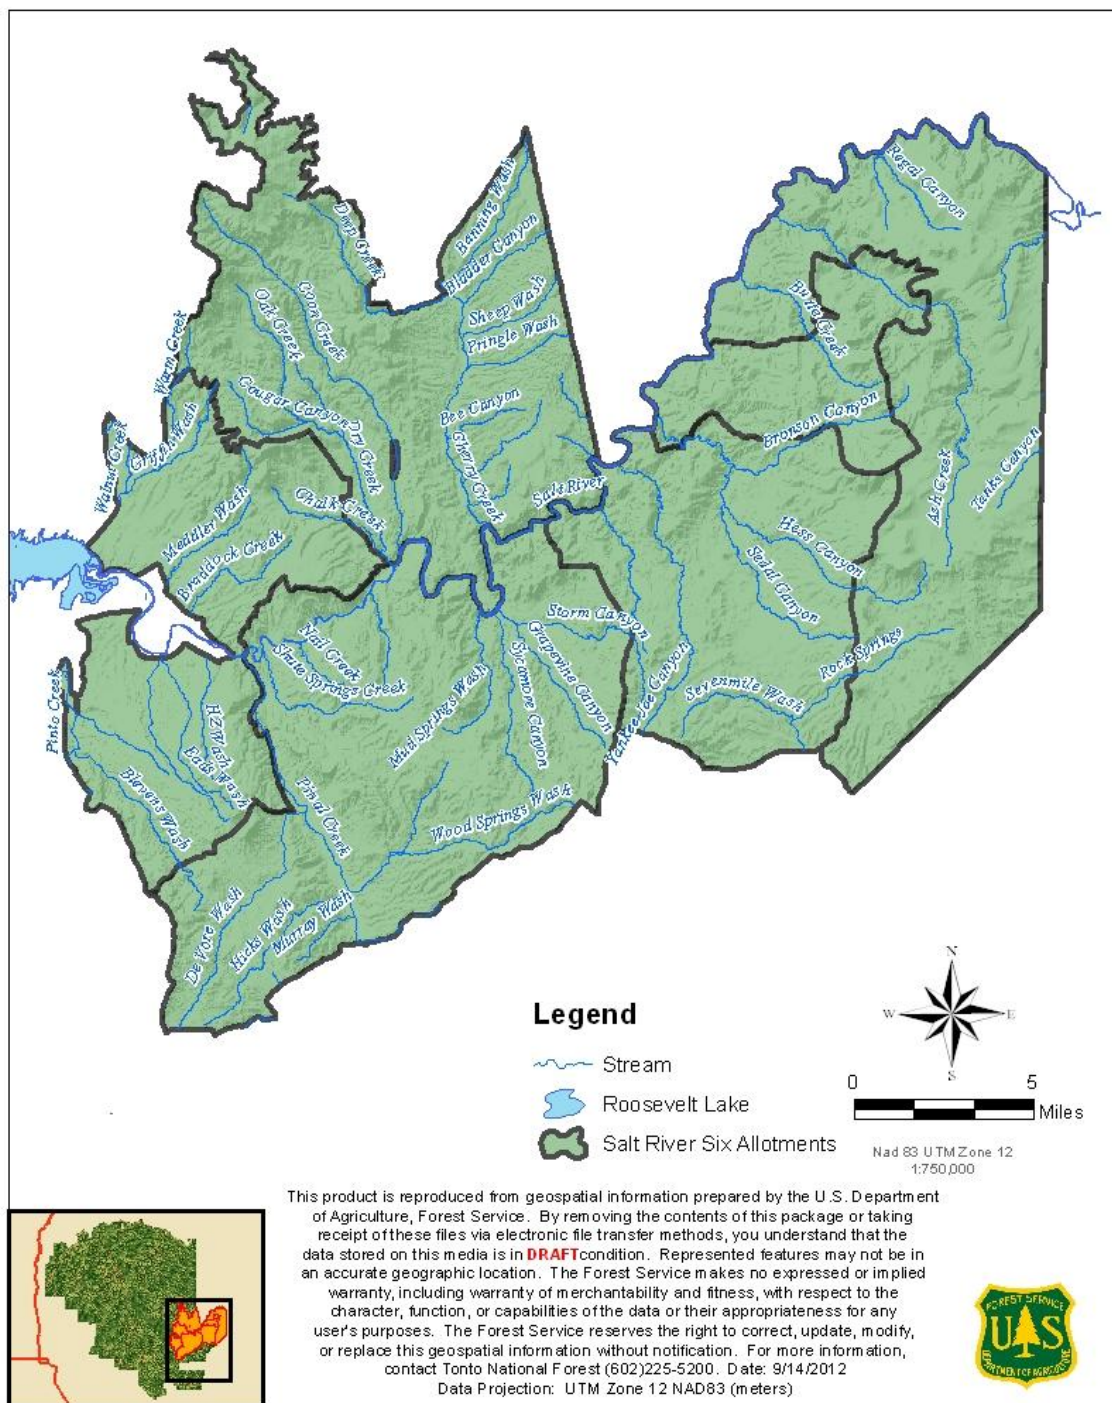 Regal Canyon
Banning Wash
Deep Creek
Bladder Canyon
Sheep Wash
Pringle Wash
Butte Creek
Coon Creek
Oak Creek
Warm Creek
Cougar Canyon
Bee Canyon
Bronson Canyon
Griffin Wash
Walnut Creek
Dry Creek
Cherry Creek
Salt River
Tanks Canyon
Ash Creek
Meddler Wash
Chalk Creek
Hess Canyon
Braddock Creek
Sedal Canyon
Storm Canyon
Nail Creek
Shute Springs Creek
Grapevine Canyon
Rock Springs
Pinto Creek
Mud Springs Wash
Sycamore Canyon
Yankee Joe Canyon
Sevenmile Wash
HZ Wash
Eads Wash
Blevens Wash
Pinal Creek
Wood Springs Wash
De Vore Wash
Hicks Wash
Murray Wash
N
W
E
S
Legend
Stream
Roosevelt Lake
Salt River Six Allotments
0 5
Miles
Nad 83 UTM Zone 12
1:750,000
This product is reproduced from geospatial information prepared by the U.S. Department
of Agriculture, Forest Service. By removing the contents of this package or taking
receipt of these files via electronic file transfer methods, you understand that the
data stored on this media is in DRAFT condition. Represented features may not be in
an accurate geographic location. The Forest Service makes no expressed or implied
warranty, including warranty of merchantability and fitness, with respect to the
character, function, or capabilities of the data or their appropriateness for any
user's purposes. The Forest Service reserves the right to correct, update, modify,
or replace this geospatial information without notification. For more information,
contact Tonto National Forest (602)225-5200. Date: 9/14/2012
Data Projection: UTM Zone 12 NAD83 (meters)
FOREST SERVICE
US
DEPARTMENT OF AGRICULTURE